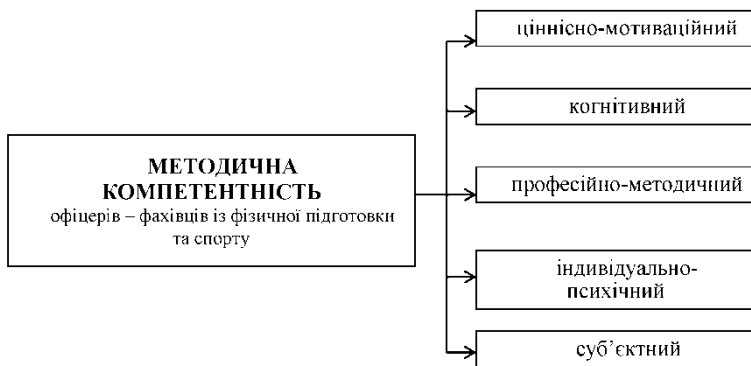 МЕТОДИЧНА
КОМПЕТЕНТНІСТЬ
офіцерів – фахівців із фізичної підготовки
та спорту
ціннісно-мотиваційний
когнітивний
професійно-методичний
індивідуально-
психічний
суб’єктний